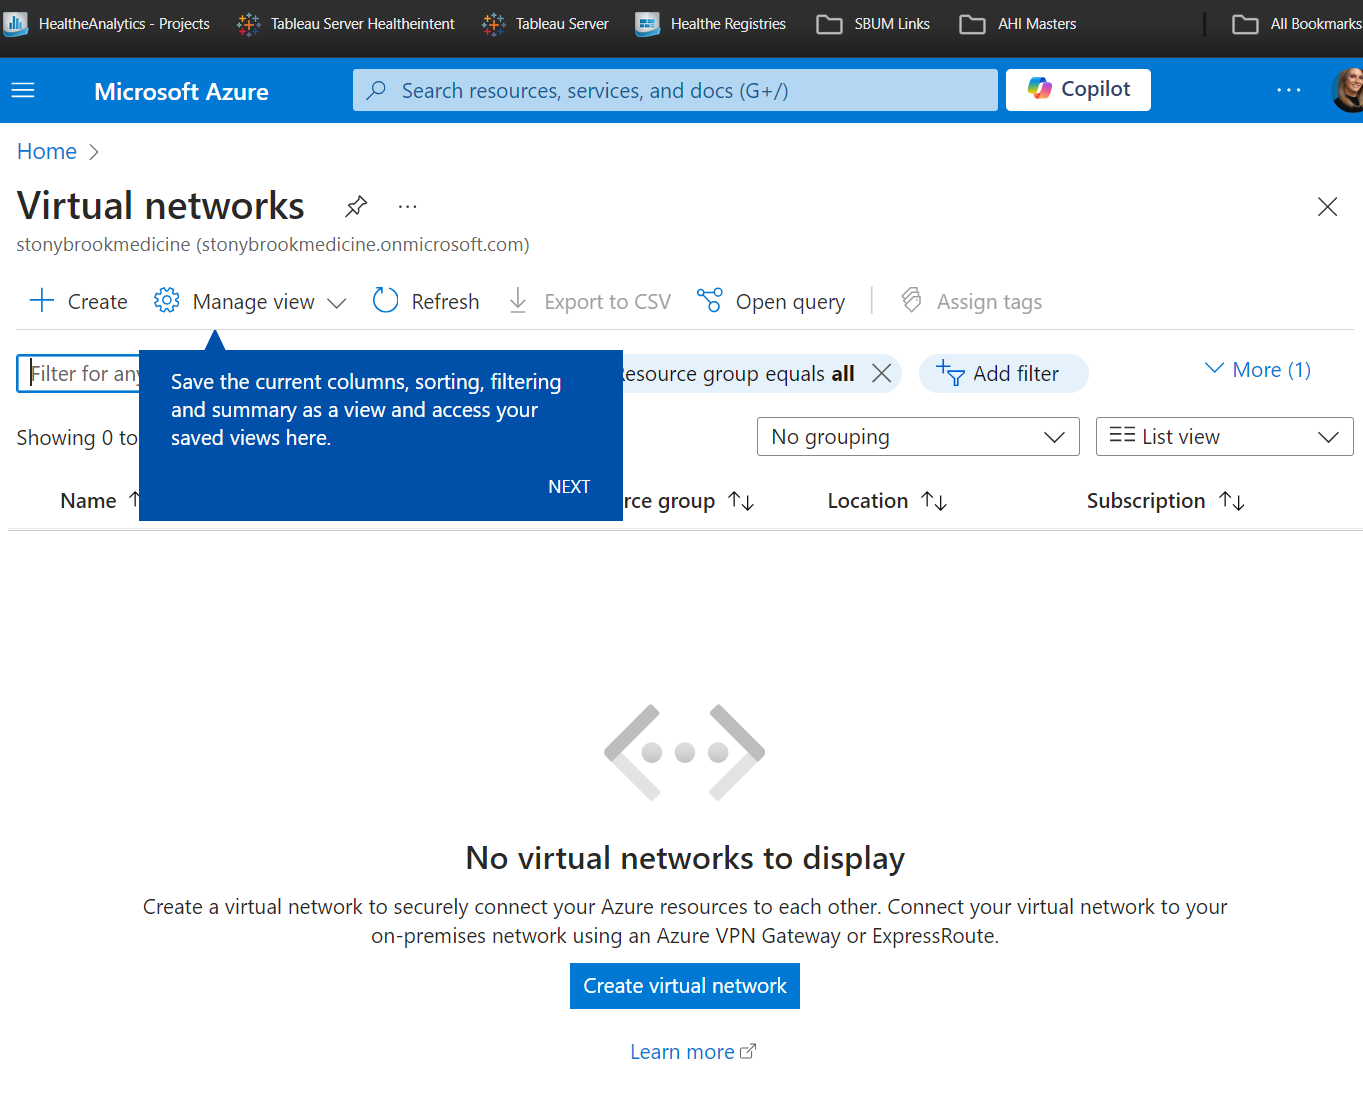 HealtheAnalytics - Projects Tableau Server Healtheintent Tableau Server Healthe Registries SBUM Links AHI Masters All Bookmarks
Microsoft Azure Search resources, services, and docs (G+/) Copilot ...
Home >
Virtual networks ...
stonybrookmedicine (stonybrookmedicine.onmicrosoft.com)
Create Manage view Refresh Export to CSV Open query Assign tags
Filter for any Resource group equals all Add filter More (1)
Save the current columns, sorting, filtering
and summary as a view and access your
saved views here.
NEXT
Showing 0 to No grouping List view
Name rce group Location Subscription
No virtual networks to display
Create a virtual network to securely connect your Azure resources to each other. Connect your virtual network to your
on-premises network using an Azure VPN Gateway or ExpressRoute.
Create virtual network
Learn more